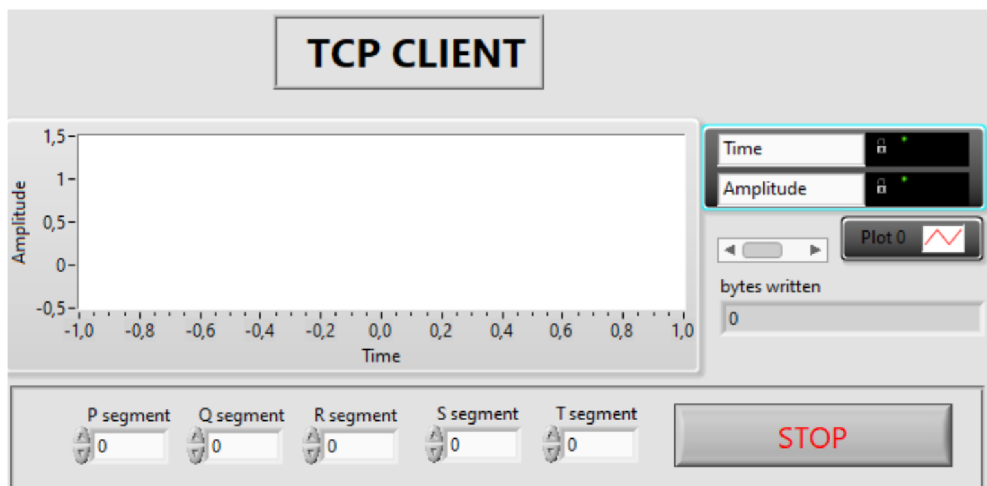 TCP CLIENT
1,5
1
0,5
0
-0,5
Amplitude
-1,0 -0,8 -0,6 -0,4 -0,2 0,0 0,2 0,4 0,6 0,8 1,0
Time
Time
Amplitude
Plot 0
bytes written
0
P segment Q segment R segment S segment T segment
0 0 0 0 0
STOP